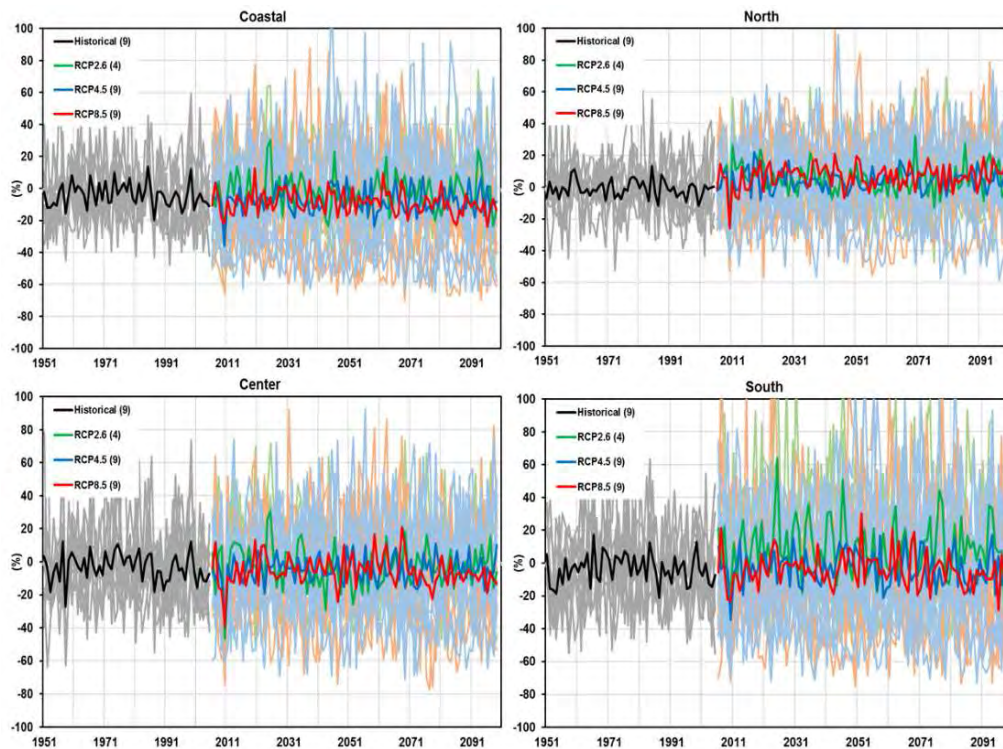 Coastal
100
80
60
40
20
0
-20
-40
-60
-80
-100
(%)
Historical (9)
RCP2.6 (4)
RCP4.5 (9)
RCP8.5 (9)
1951 1971 1991 2011 2031 2051 2071 2091
North
100
80
60
40
20
0
-20
-40
-60
-80
-100
(%)
Historical (9)
RCP2.6 (4)
RCP4.5 (9)
RCP8.5 (9)
1951 1971 1991 2011 2031 2051 2071 2091
Center
100
80
60
40
20
0
-20
-40
-60
-80
-100
(%)
Historical (9)
RCP2.6 (4)
RCP4.5 (9)
RCP8.5 (9)
1951 1971 1991 2011 2031 2051 2071 2091
South
100
80
60
40
20
0
-20
-40
-60
-80
-100
(%)
Historical (9)
RCP2.6 (4)
RCP4.5 (9)
RCP8.5 (9)
1951 1971 1991 2011 2031 2051 2071 2091